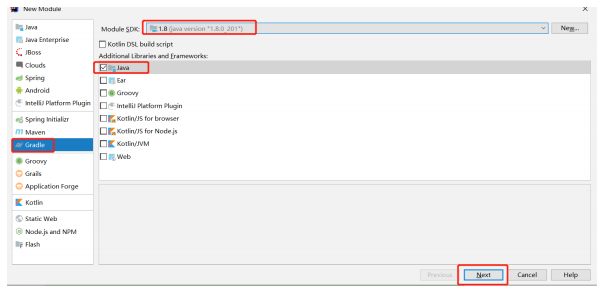 New Module
Java
Java Enterprise
JBoss
Clouds
Spring
Android
IntelliJ Platform Plugin
Spring Initializr
Maven
Gradle
Groovy
Grails
Application Forge
Kotlin
Static Web
Node.js and NPM
Flash
Module SDK: 1.8 (java version "1.8.0_201") New...
Kotlin DSL build script
Additional Libraries and Frameworks:
Java
Ear
Groovy
IntelliJ Platform Plugin
Kotlin/JS for browser
Kotlin/JS for Node.js
Kotlin/JVM
Web
Previous Next Cancel Help